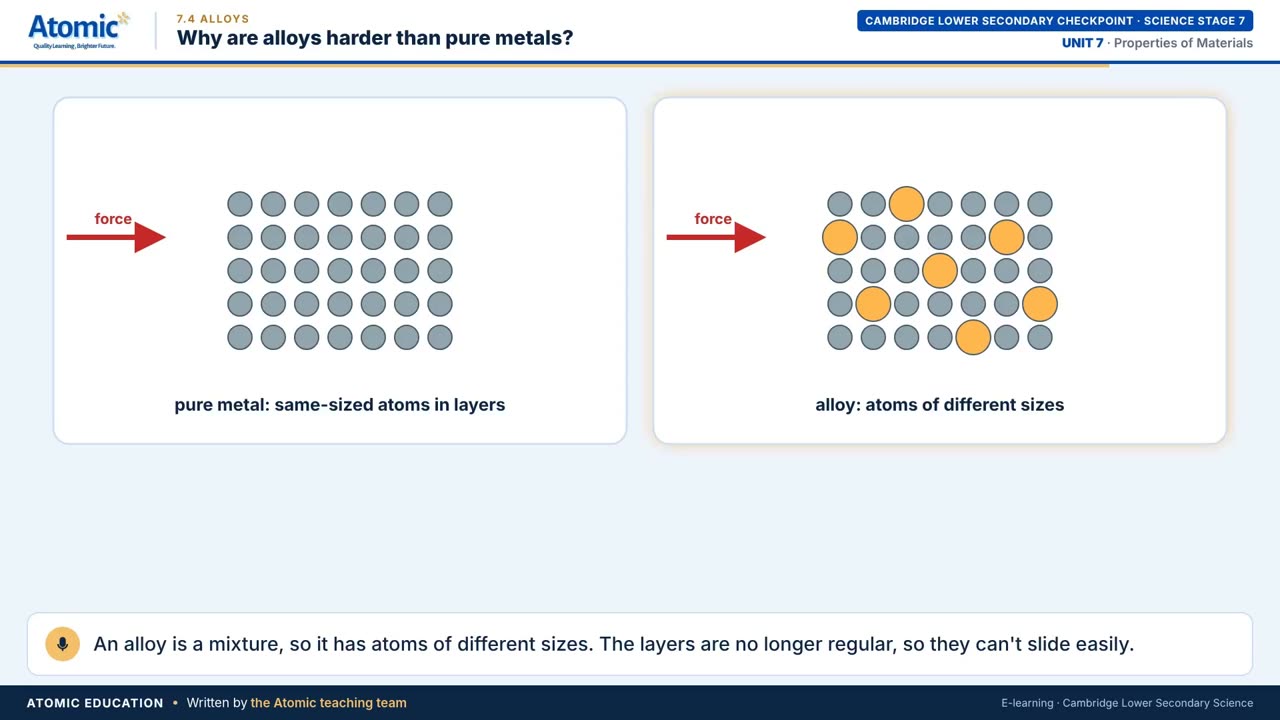 Atomic
Quality Learning, Brighter Future.
7.4 ALLOYS
Why are alloys harder than pure metals?
CAMBRIDGE LOWER SECONDARY CHECKPOINT · SCIENCE STAGE 7
UNIT 7 · Properties of Materials
force
pure metal: same-sized atoms in layers
force
alloy: atoms of different sizes
An alloy is a mixture, so it has atoms of different sizes. The layers are no longer regular, so they can't slide easily.
ATOMIC EDUCATION • Written by the Atomic teaching team
E-learning · Cambridge Lower Secondary Science